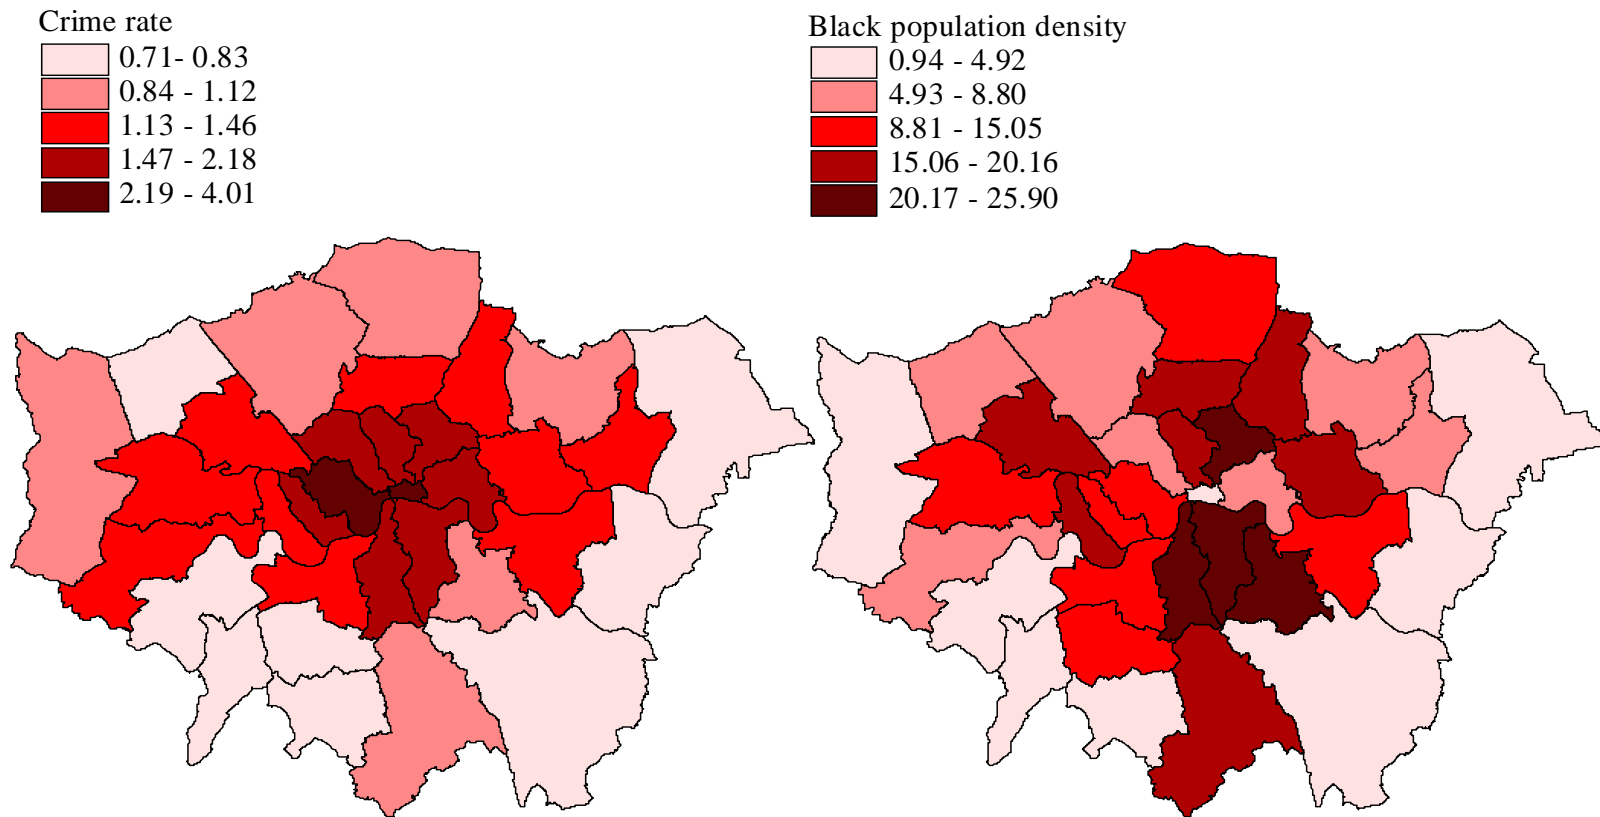 Crime rate
0.71- 0.83
0.84 - 1.12
1.13 - 1.46
1.47 - 2.18
2.19 - 4.01
Black population density
0.94 - 4.92
4.93 - 8.80
8.81 - 15.05
15.06 - 20.16
20.17 - 25.90